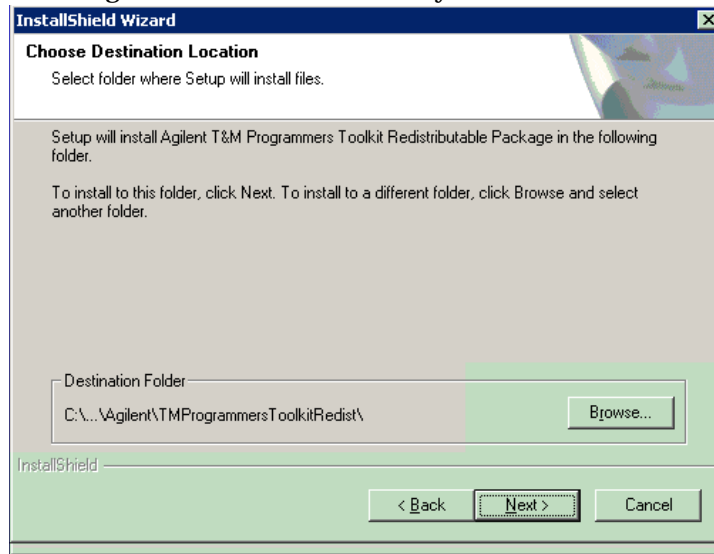 InstallShield Wizard
Choose Destination Location
Select folder where Setup will install files.
Setup will install Agilent T&M Programmers Toolkit Redistributable Package in the following
folder.
To install to this folder, click Next. To install to a different folder, click Browse and select
another folder.
Destination Folder
C:\...\Agilent\TMProgrammersToolkitRedist\
Browse...
InstallShield
< Back
Next >
Cancel